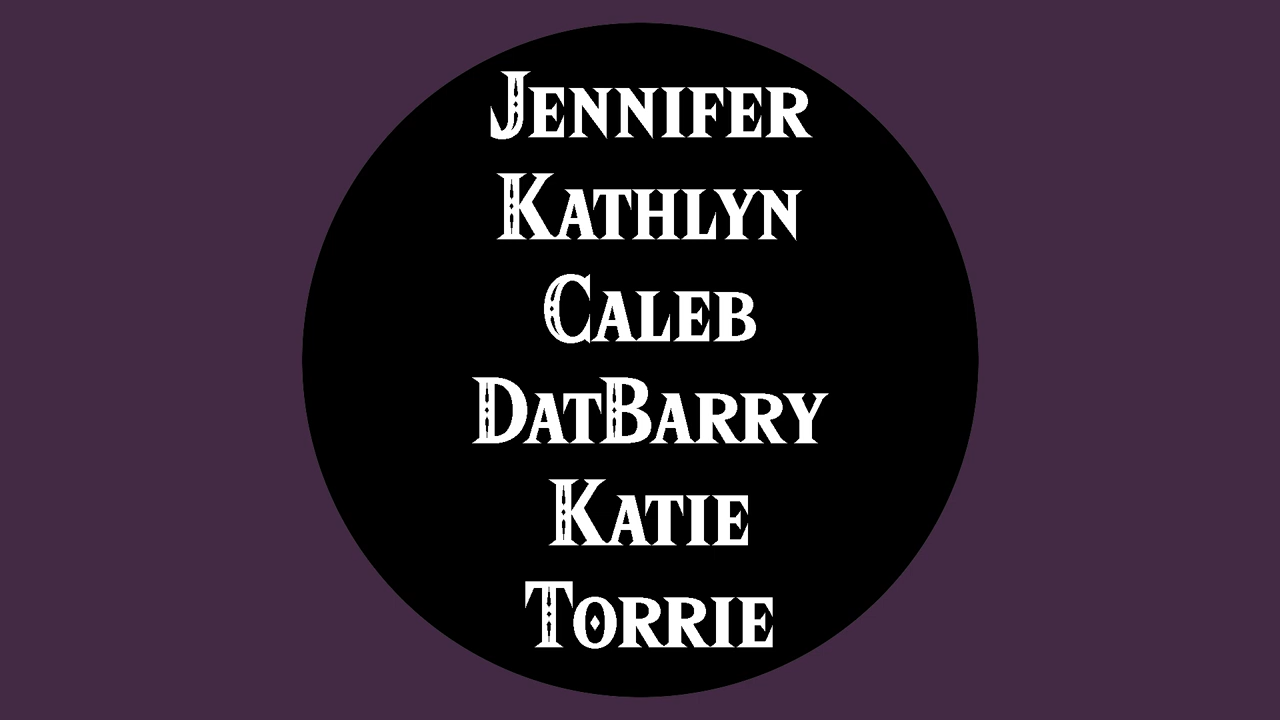 Jennifer
Kathlyn
Caleb
DatBarry
Katie
Torrie